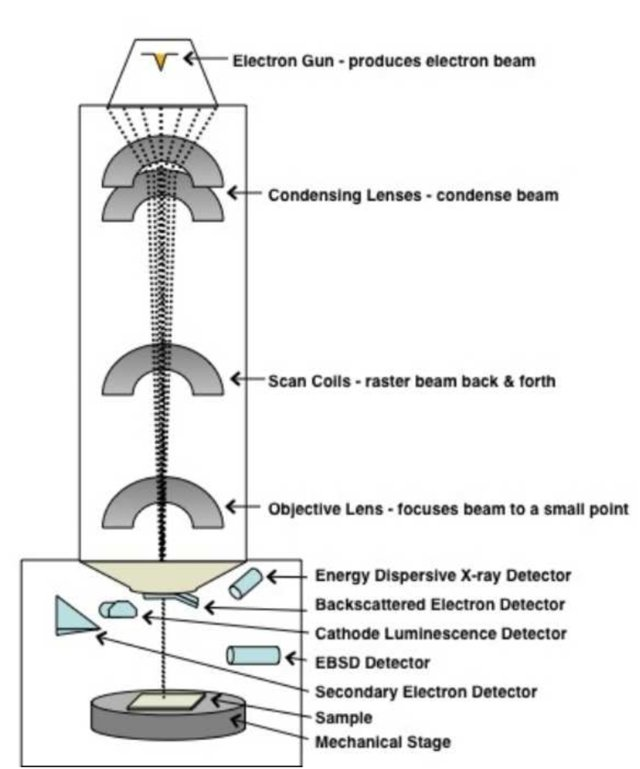 Electron Gun - produces electron beam
Condensing Lenses - condense beam
Scan Coils - raster beam back & forth
Objective Lens - focuses beam to a small point
Energy Dispersive X-ray Detector
Backscattered Electron Detector
Cathode Luminescence Detector
EBSD Detector
Secondary Electron Detector
Sample
Mechanical Stage